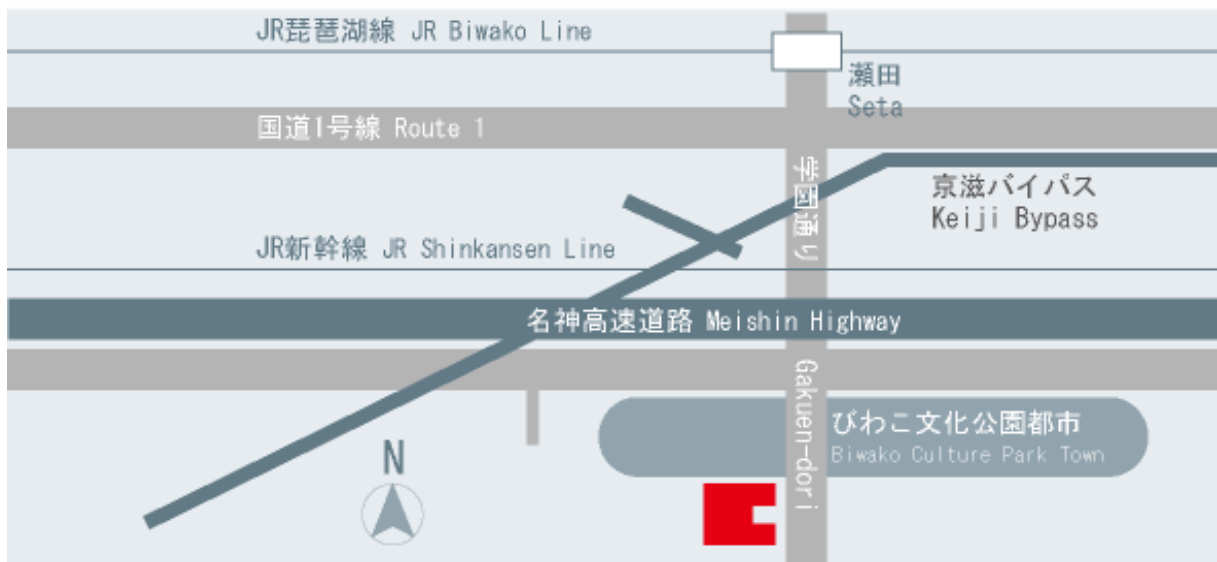 JR琵琶湖線 JR Biwako Line
瀬田
Seta
国道1号線 Route 1
学園通り
京滋バイパス
Keiji Bypass
JR新幹線 JR Shinkansen Line
名神高速道路 Meishin Highway
Gakuen-dori
びわこ文化公園都市
Biwako Culture Park Town
N